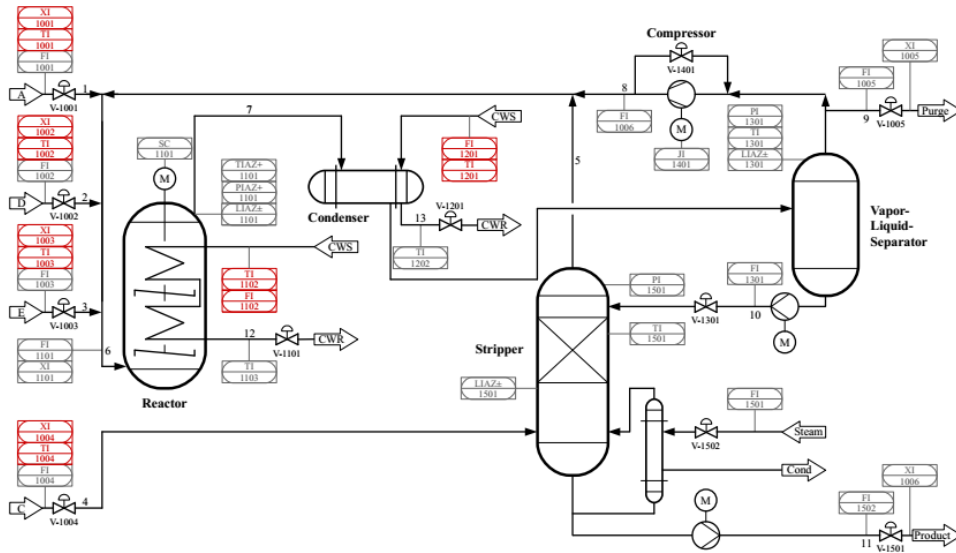 XI
1001
TI
1001
FI
1001
A
V-1001
1
XI
1002
TI
1002
FI
1002
D
V-1002
2
XI
1003
TI
1003
FI
1003
E
V-1003
3
FI
1101
XI
1101
6
XI
1004
TI
1004
FI
1004
C
V-1004
4
SC
1101
M
TIAZ+
1101
PIAZ+
1101
LIAZ±
1101
7
Reactor
CWS
TI
1102
FI
1102
12
V-1101
CWR
TI
1103
CWS
FI
1201
TI
1201
Condenser
13
V-1201
CWR
TI
1202
Compressor
V-1401
8
FI
1006
M
JI
1401
5
PI
1301
TI
1301
LIAZ±
1301
FI
1005
XI
1005
9
V-1005
Purge
Vapor-
Liquid-
Separator
FI
1301
V-1301
10
M
PI
1501
TI
1501
Stripper
LIAZ±
1501
FI
1501
V-1502
Steam
Cond
M
FI
1502
XI
1006
11
V-1501
Product